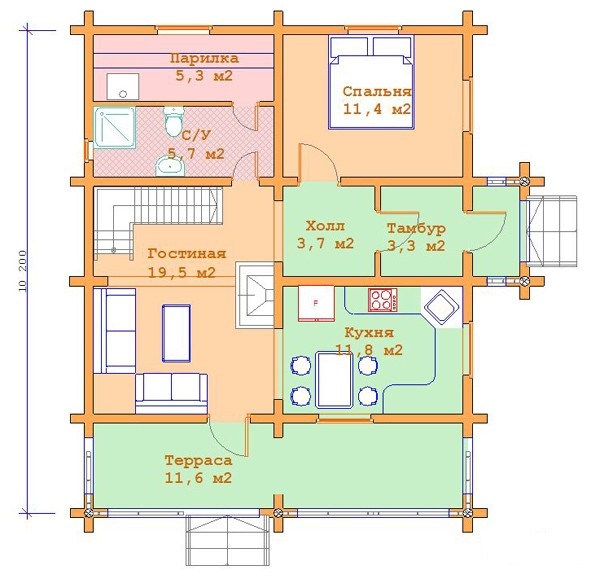 Парилка
5,3 м2
Спальня
11,4 м2
С/У
5,7 м2
Холл
3,7 м2
Тамбур
3,3 м2
Гостиная
19,5 м2
10 200
F
Кухня
11,8 м2
Терраса
11,6 м2